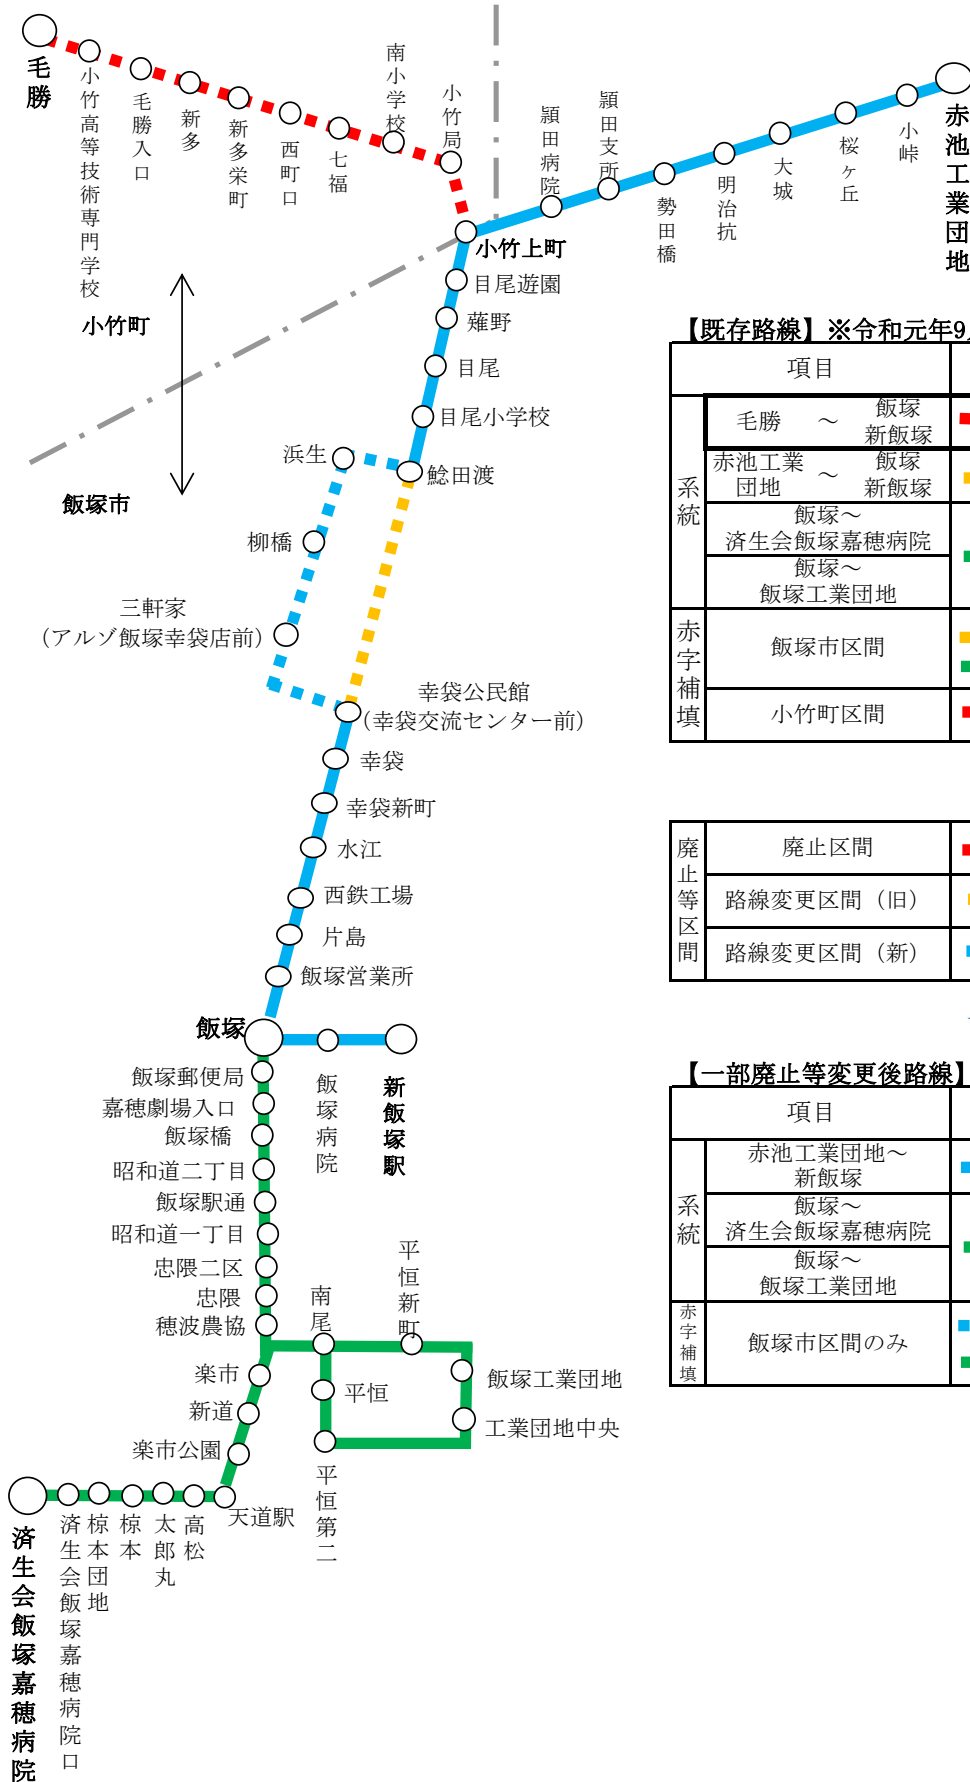 毛勝
小竹高等技術専門学校
毛勝入口
新多
新多栄町
西町口
七福
南小学校
小竹局
頴田病院
頴田支所
勢田橋
明治抗
大城
桜ヶ丘
小峠
赤池工業団地
小竹上町
目尾遊園
薙野
目尾
目尾小学校
鯰田渡
小竹町
飯塚市
浜生
柳橋
三軒家
(アルゾ飯塚幸袋店前)
幸袋公民館
(幸袋交流センター前)
幸袋
幸袋新町
水江
西鉄工場
片島
飯塚営業所
飯塚
飯塚病院
新飯塚駅
飯塚郵便局
嘉穂劇場入口
飯塚橋
昭和道二丁目
飯塚駅通
昭和道一丁目
忠隈二区
忠隈
穂波農協
南尾
平恒新町
楽市
平恒
飯塚工業団地
新道
工業団地中央
楽市公園
平恒第二
天道駅
高松
太郎丸
椋本
椋本団地
済生会飯塚嘉穂病院口
済生会飯塚嘉穂病院
【既存路線】※令和元年9
項目
系統
毛勝 ～ 飯塚
新飯塚
赤池工業
団地 ～ 飯塚
新飯塚
飯塚～
済生会飯塚嘉穂病院
飯塚～
飯塚工業団地
赤字補填
飯塚市区間
小竹町区間
廃止等区間
廃止区間
路線変更区間（旧）
路線変更区間（新）
【一部廃止等変更後路線】
項目
系統
赤池工業団地～
新飯塚
飯塚～
済生会飯塚嘉穂病院
飯塚～
飯塚工業団地
赤字補填
飯塚市区間のみ